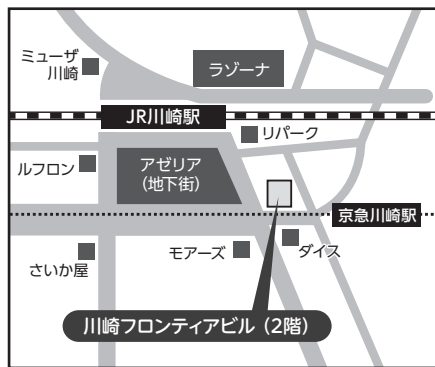 ミューザ
川崎
ラゾーナ
JR川崎駅
リパーク
ルフロン
アゼリア
(地下街)
京急川崎駅
さいか屋
モアーズ
ダイス
川崎フロンティアビル（2階）